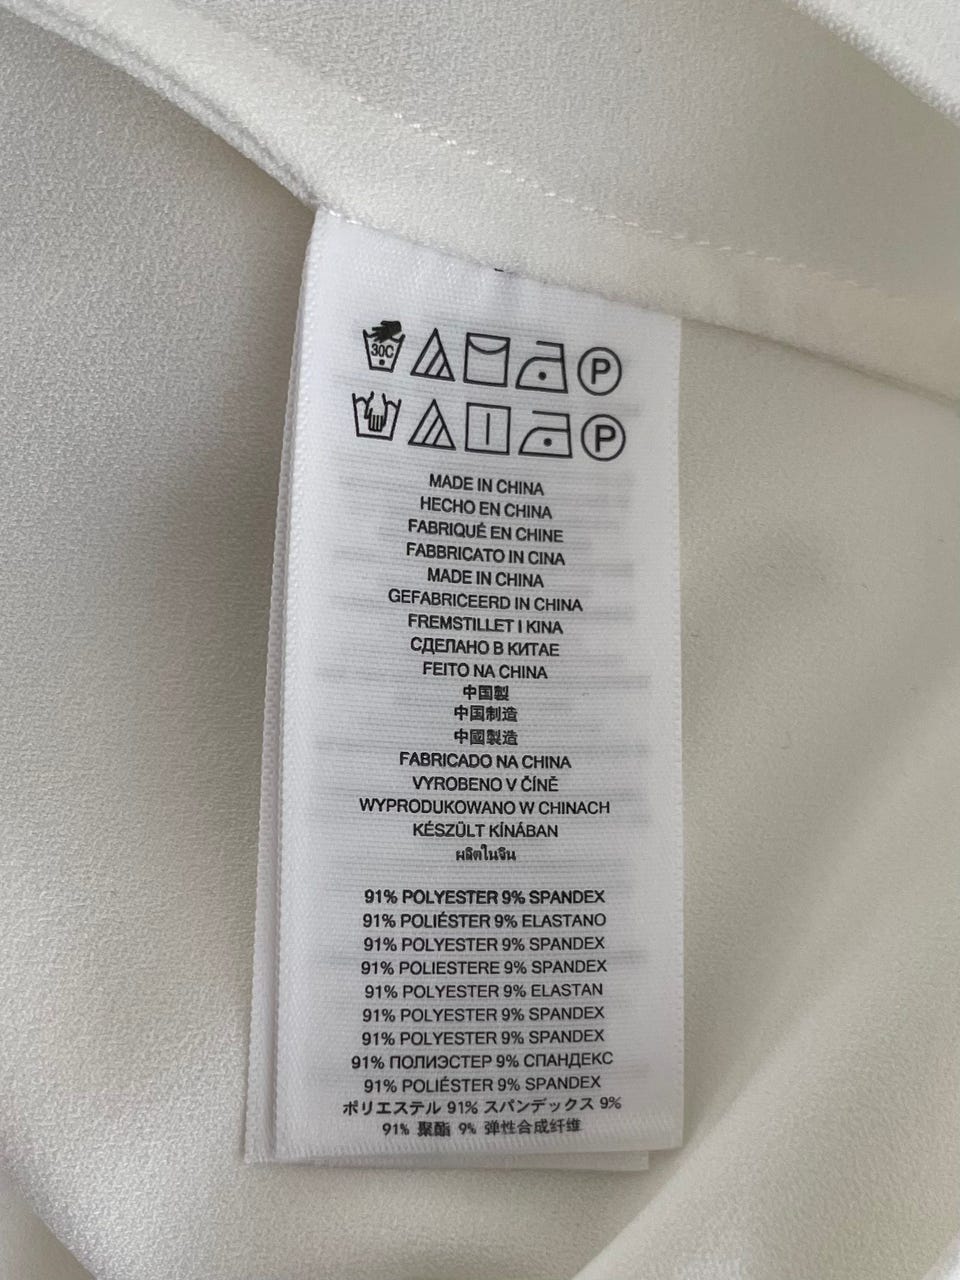 30C P
P
MADE IN CHINA
HECHO EN CHINA
FABRIQUÉ EN CHINE
FABBRICATO IN CINA
MADE IN CHINA
GEFABRICEERD IN CHINA
FREMSTILLET I KINA
СДЕЛАНО В КИТАЕ
FEITO NA CHINA
中国製
中国制造
中國製造
FABRICADO NA CHINA
VYROBENO V ČÍNĚ
WYPRODUKOWANO W CHINACH
KÉSZÜLT KÍNÁBAN
ผลิตในจีน
91% POLYESTER 9% SPANDEX
91% POLIÉSTER 9% ELASTANO
91% POLYESTER 9% SPANDEX
91% POLIESTERE 9% SPANDEX
91% POLYESTER 9% ELASTAN
91% POLYESTER 9% SPANDEX
91% POLYESTER 9% SPANDEX
91% ПОЛИЭСТЕР 9% СПАНДЕКС
91% POLIÉSTER 9% SPANDEX
ポリエステル 91% スパンデックス 9%
91% 聚酯 9% 弹性合成纤维